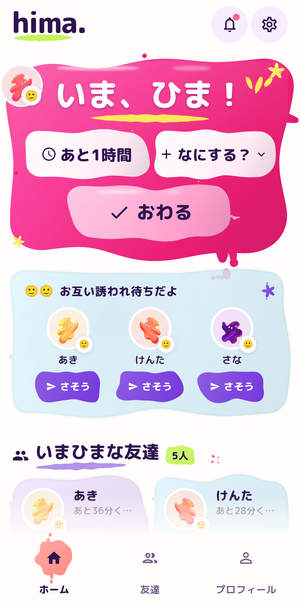 hima.
いま、ひま！
あと1時間
＋ なにする？
おわる
お互い誘われ待ちだよ
あき
けんた
さな
さそう
さそう
さそう
いまひまな友達
5人
あき
あと36分く…
けんた
あと28分く…
ホーム
友達
プロフィール